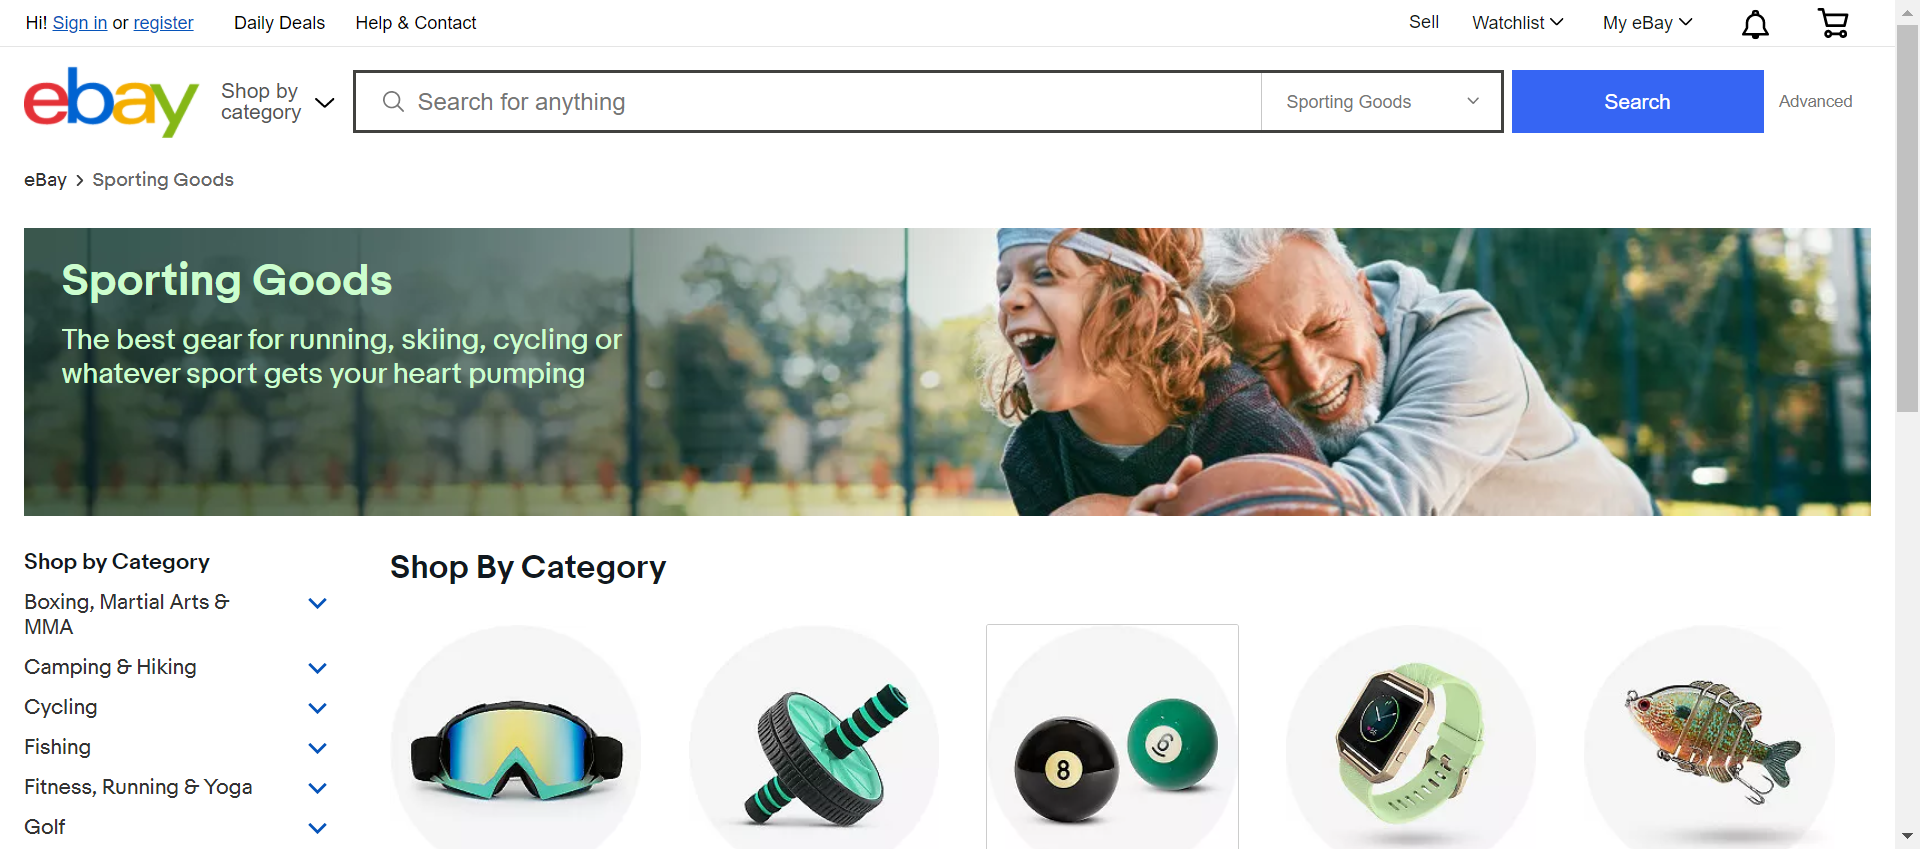 Hi! Sign in or register
Daily Deals
Help & Contact
Sell
Watchlist
My eBay
ebay
Shop by
category
Search for anything
Sporting Goods
Search
Advanced
eBay
Sporting Goods
Sporting Goods
The best gear for running, skiing, cycling or
whatever sport gets your heart pumping
Shop by Category
Boxing, Martial Arts &
MMA
Camping & Hiking
Cycling
Fishing
Fitness, Running & Yoga
Golf
Shop By Category
8
6